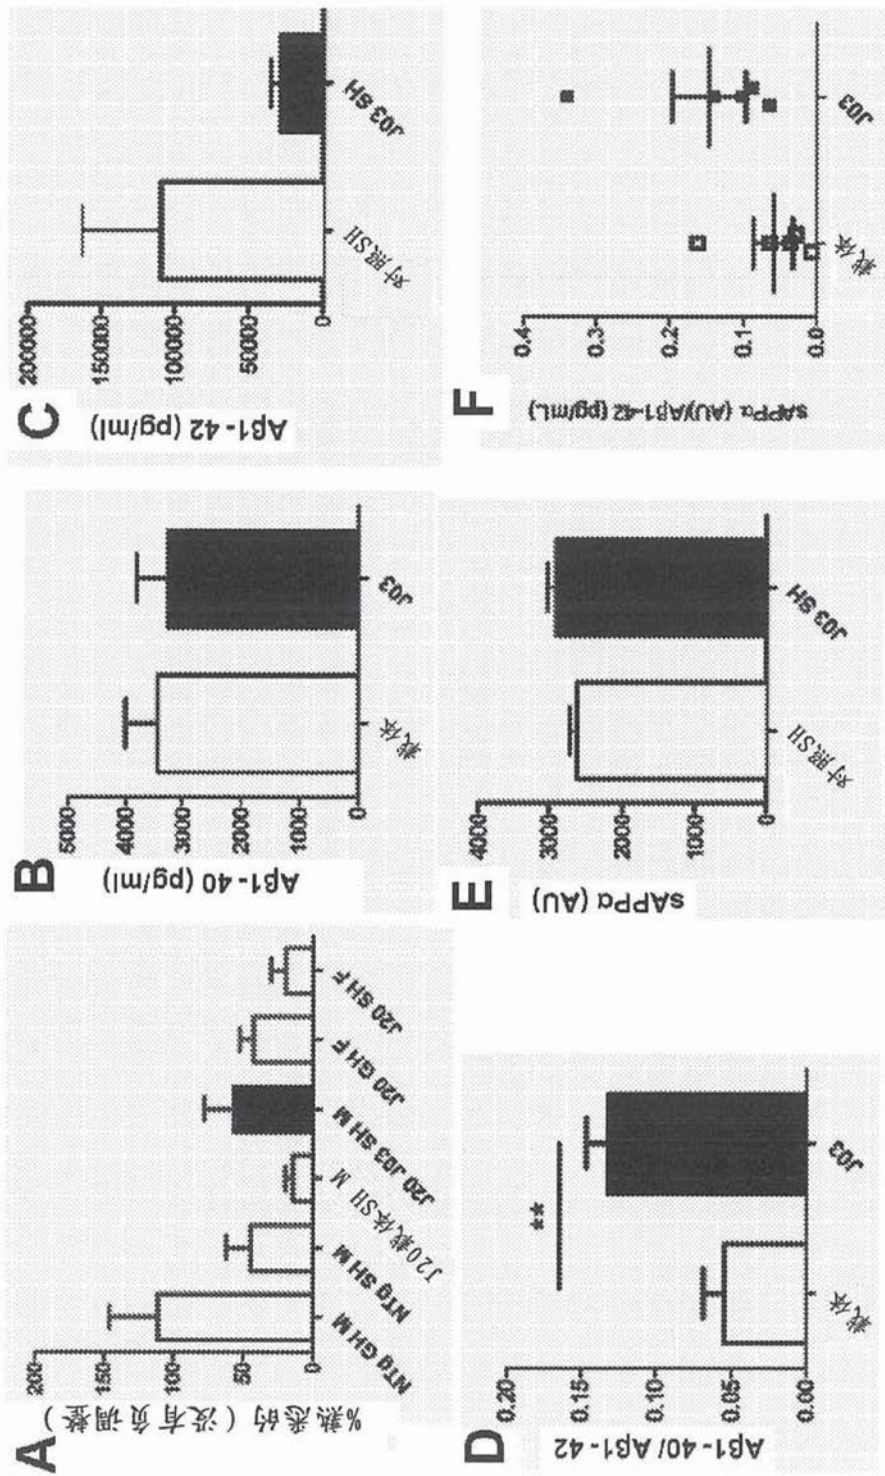 A
%熟悉的（没有负调整）
200
150
100
50
0
NTg GH M
NTg SH M
J20载体SH M
J20 J03 SH M
J20 GH F
J20 SH F
B
Aβ1-40 (pg/ml)
5000
4000
3000
2000
1000
0
载体
J03
C
Aβ1-42 (pg/ml)
200000
150000
100000
50000
0
对照SH
J03 SH
D
Aβ1-40/ Aβ1-42
0.20
0.15
0.10
0.05
0.00
**
载体
J03
E
sAPPα (AU)
4000
3000
2000
1000
0
对照SH
J03 SH
F
sAPPα (AU)/Aβ1-42 (pg/mL)
0.4
0.3
0.2
0.1
0.0
载体
J03